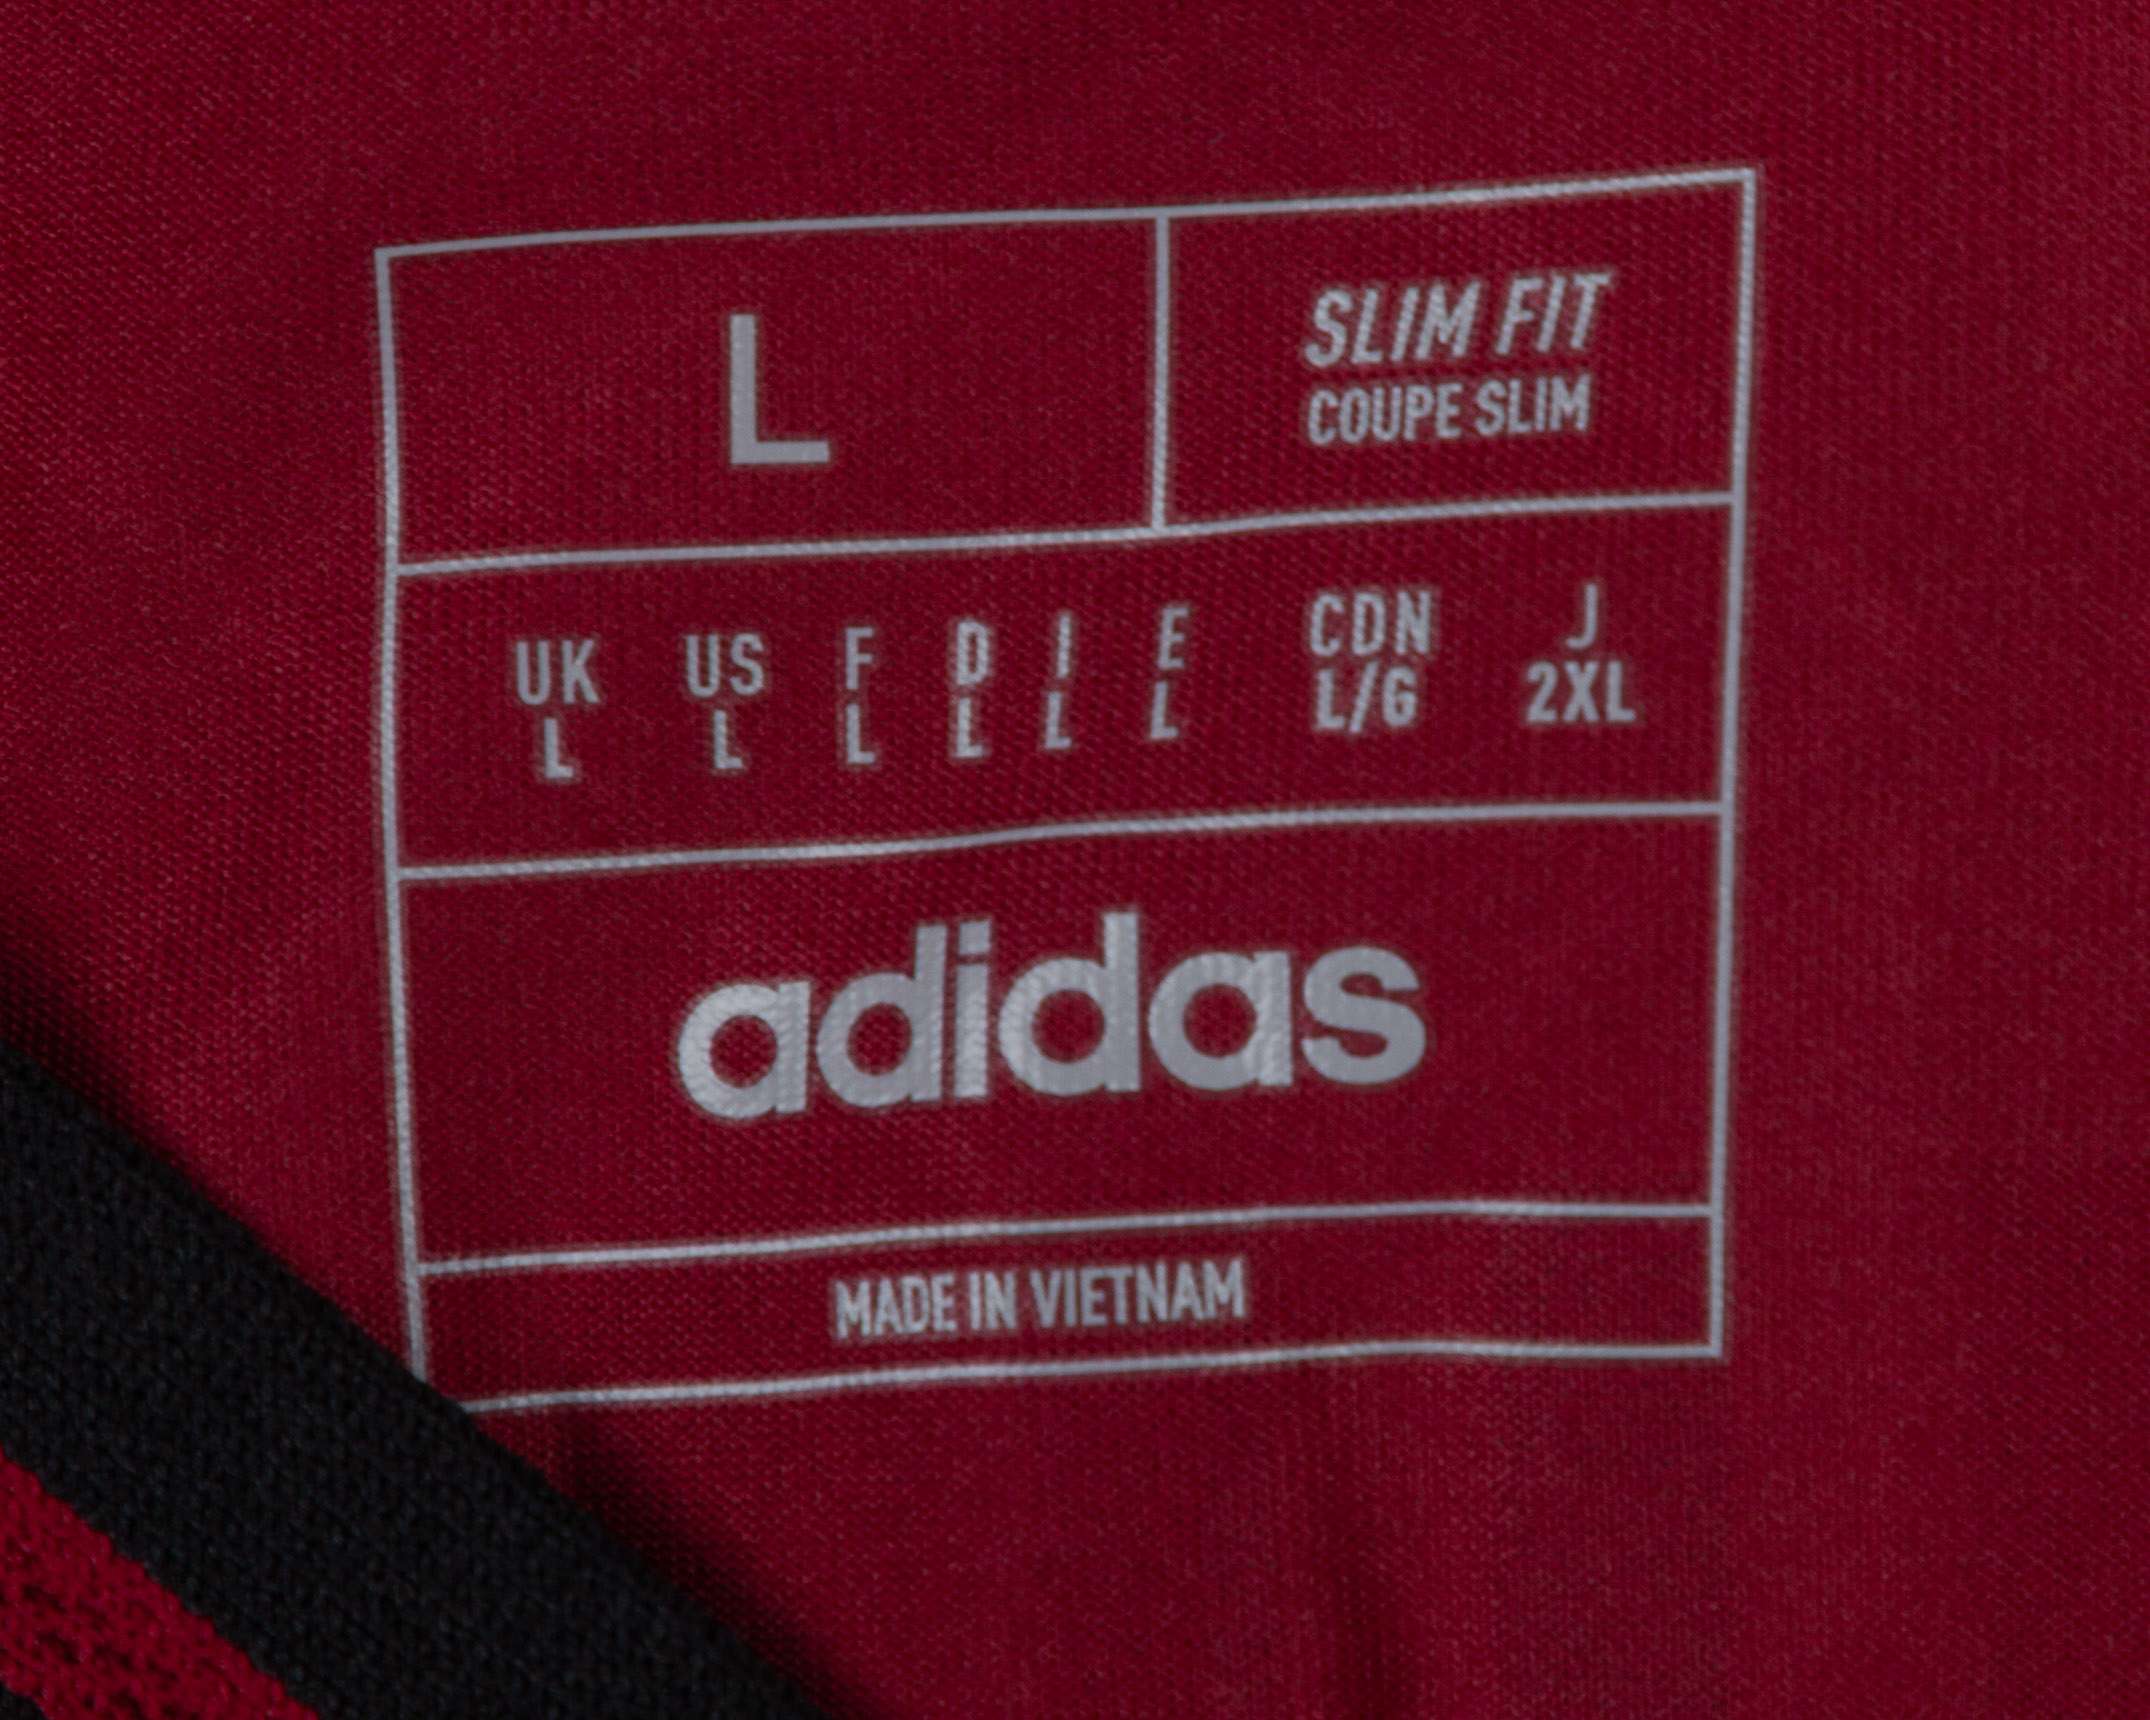 L
SLIM FIT
COUPE SLIM
UK US F D I E CDN J
L L L L L L L/G 2XL
adidas
MADE IN VIETNAM